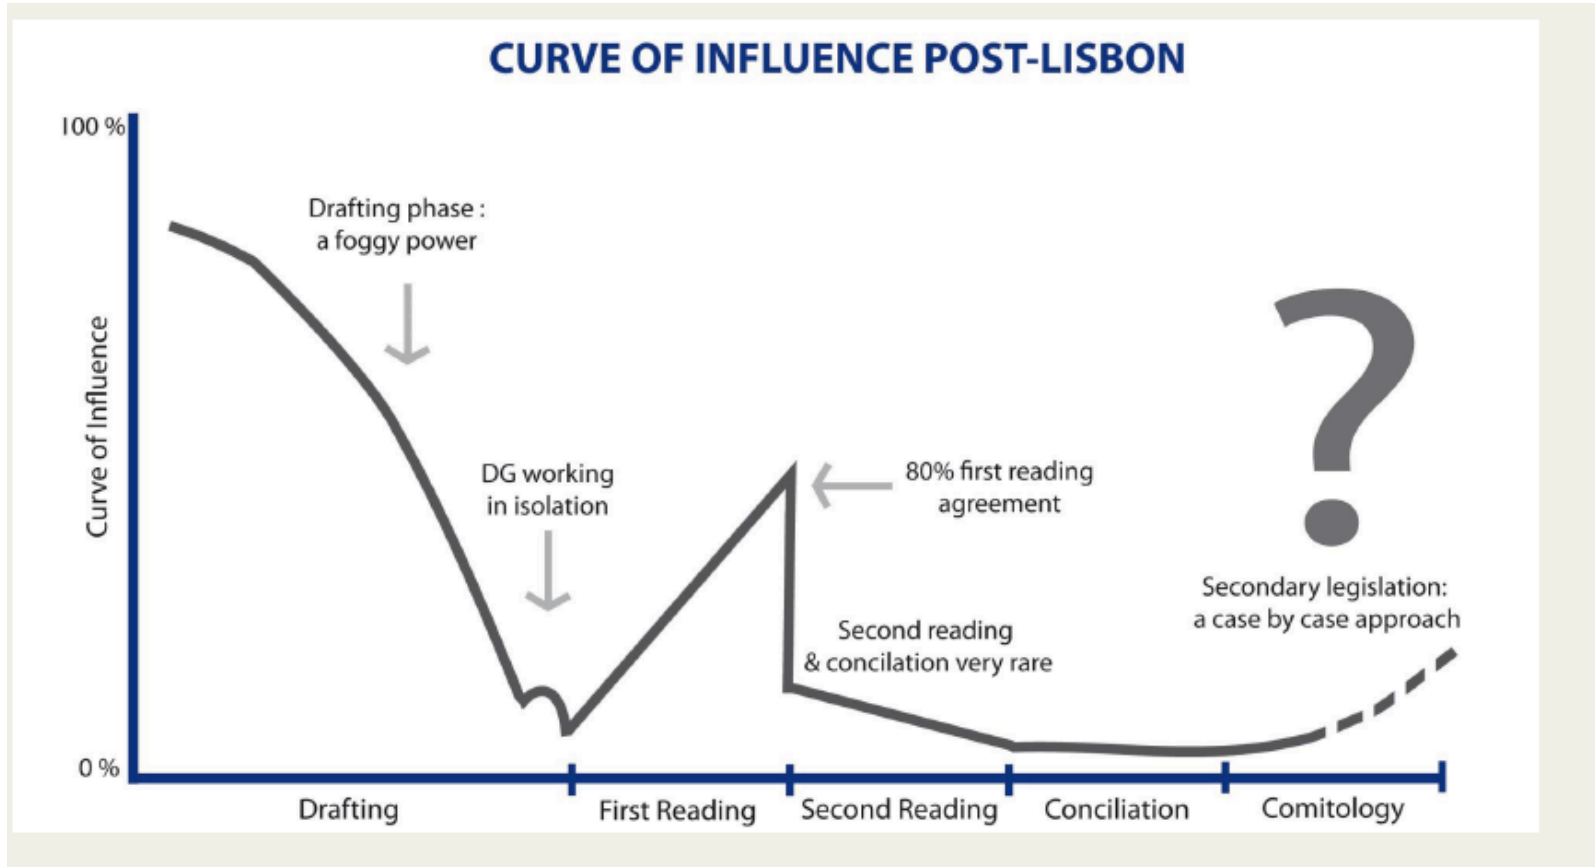 CURVE OF INFLUENCE POST-LISBON
100 %
Drafting phase :
a foggy power
Curve of Influence
DG working
in isolation
80% first reading
agreement
?
Secondary legislation:
a case by case approach
Second reading
& concilation very rare
0 %
Drafting
First Reading
Second Reading
Conciliation
Comitology